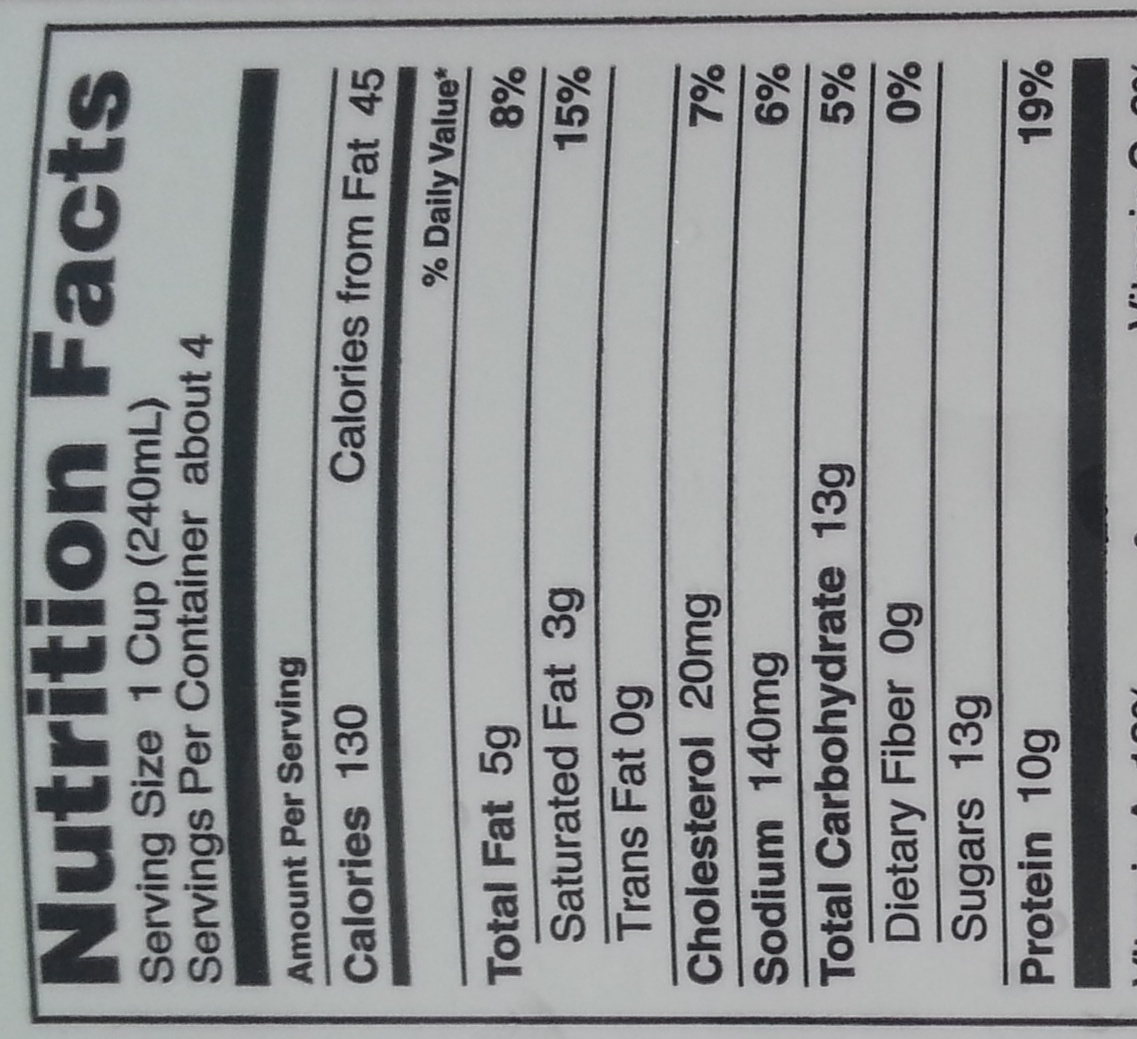 Nutrition Facts
Serving Size 1 Cup (240mL)
Servings Per Container about 4
Amount Per Serving
Calories 130 Calories from Fat 45
% Daily Value*
Total Fat 5g 8%
Saturated Fat 3g 15%
Trans Fat 0g
Cholesterol 20mg 7%
Sodium 140mg 6%
Total Carbohydrate 13g 5%
Dietary Fiber 0g 0%
Sugars 13g
Protein 10g 19%